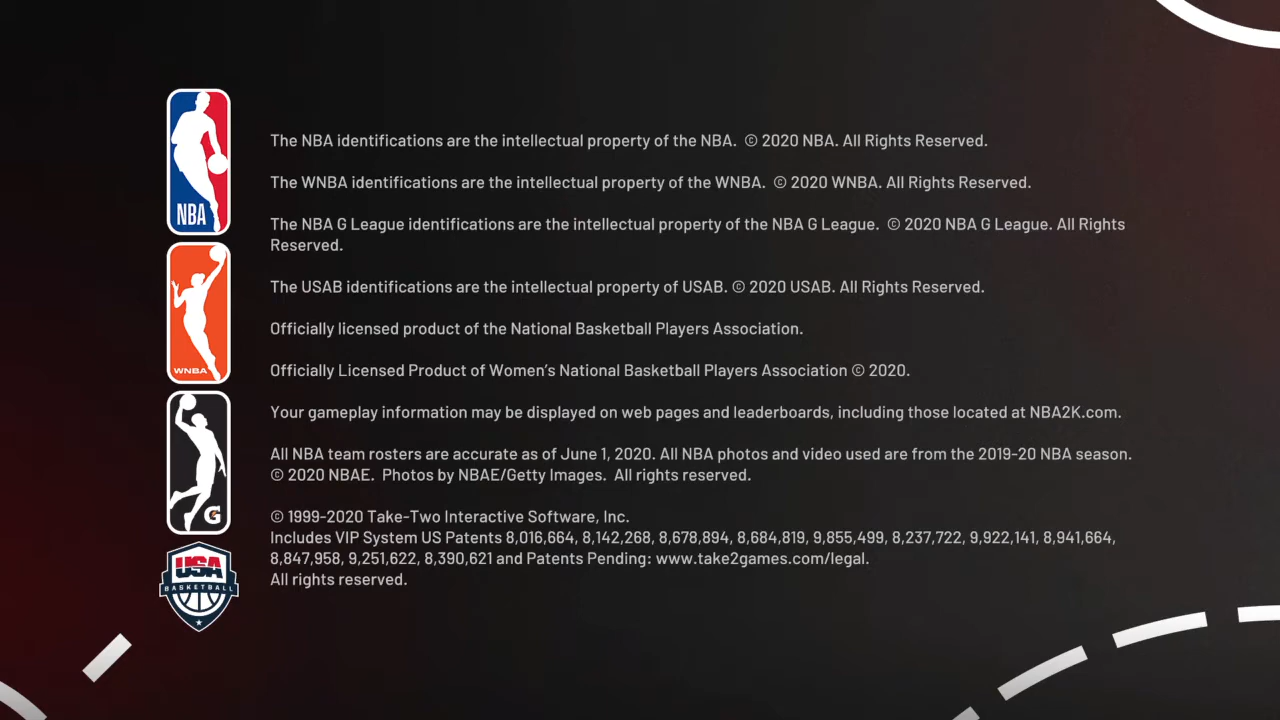 NBA
The NBA identifications are the intellectual property of the NBA.  © 2020 NBA. All Rights Reserved.
The WNBA identifications are the intellectual property of the WNBA.  © 2020 WNBA. All Rights Reserved.
The NBA G League identifications are the intellectual property of the NBA G League.  © 2020 NBA G League. All Rights
Reserved.
WNBA
The USAB identifications are the intellectual property of USAB. © 2020 USAB. All Rights Reserved.
Officially licensed product of the National Basketball Players Association.
Officially Licensed Product of Women’s National Basketball Players Association © 2020.
Your gameplay information may be displayed on web pages and leaderboards, including those located at NBA2K.com.
All NBA team rosters are accurate as of June 1, 2020. All NBA photos and video used are from the 2019-20 NBA season.
© 2020 NBAE.  Photos by NBAE/Getty Images.  All rights reserved.
G
© 1999-2020 Take-Two Interactive Software, Inc.
Includes VIP System US Patents 8,016,664, 8,142,268, 8,678,894, 8,684,819, 9,855,499, 8,237,722, 9,922,141, 8,941,664,
8,847,958, 9,251,622, 8,390,621 and Patents Pending: www.take2games.com/legal.
All rights reserved.
USA
BASKETBALL